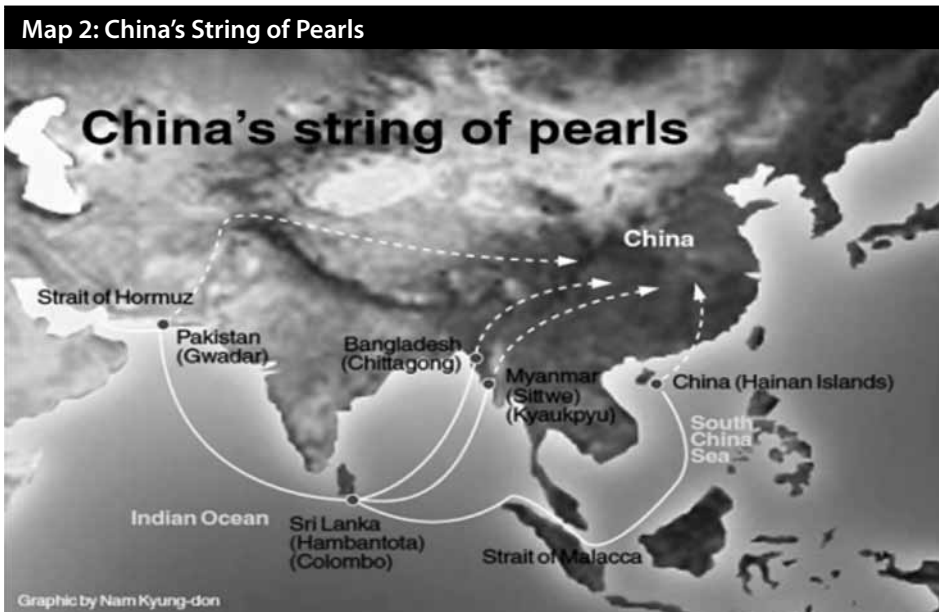 Map 2: China's String of Pearls
China's string of pearls
China
Strait of Hormuz
Pakistan
(Gwadar)
Bangladesh
(Chittagong)
Myanmar
(Sittwe)
(Kyaukpyu)
China (Hainan Islands)
South
China
Sea
Indian Ocean
Sri Lanka
(Hambantota)
(Colombo)
Strait of Malacca
Graphic by Nam Kyung-don